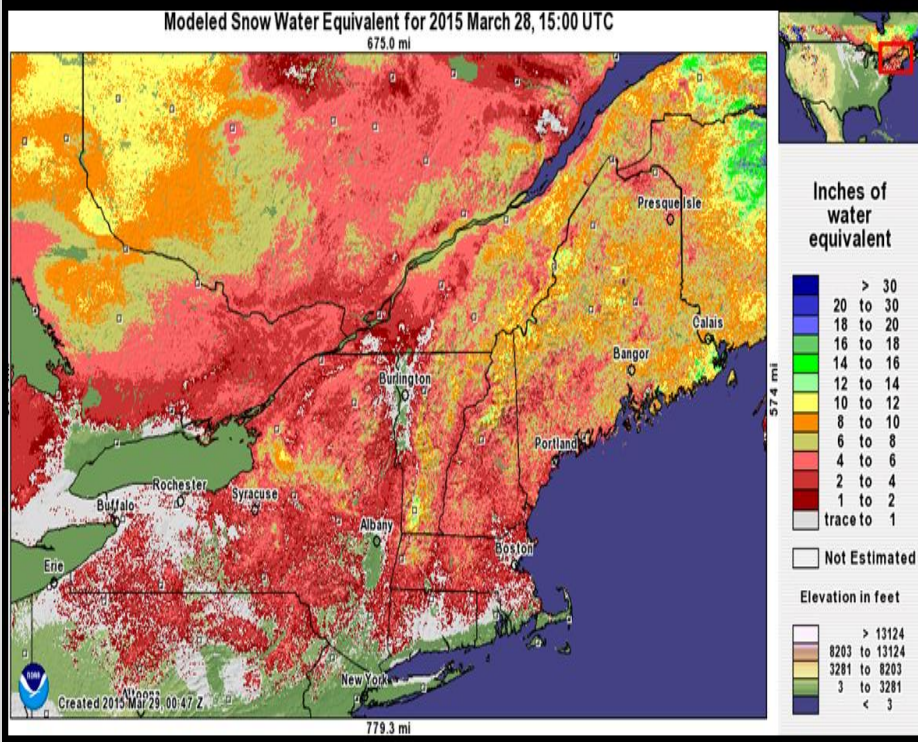 Modeled Snow Water Equivalent for 2015 March 28, 15:00 UTC
675.0 mi
Presque Isle
Calais
Bangor
Burlington
574 mi
Portland
Rochester
Syracuse
Buffalo
Albany
Boston
Erie
New York
Altoona
Created 2015 Mar 29, 00:47 Z
779.3 mi
Inches of
water
equivalent
> 30
20 to 30
18 to 20
16 to 18
14 to 16
12 to 14
10 to 12
8 to 10
6 to 8
4 to 6
2 to 4
1 to 2
trace to 1
Not Estimated
Elevation in feet
> 13124
8203 to 13124
3281 to 8203
3 to 3281
< 3